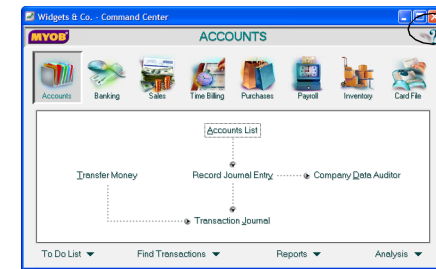 Widgets & Co. - Command Center
MYOB ACCOUNTS ?
Accounts Banking Sales Time Billing Purchases Payroll Inventory Card File
Accounts List
Transfer Money Record Journal Entry Company Data Auditor
Transaction Journal
To Do List Find Transactions Reports Analysis